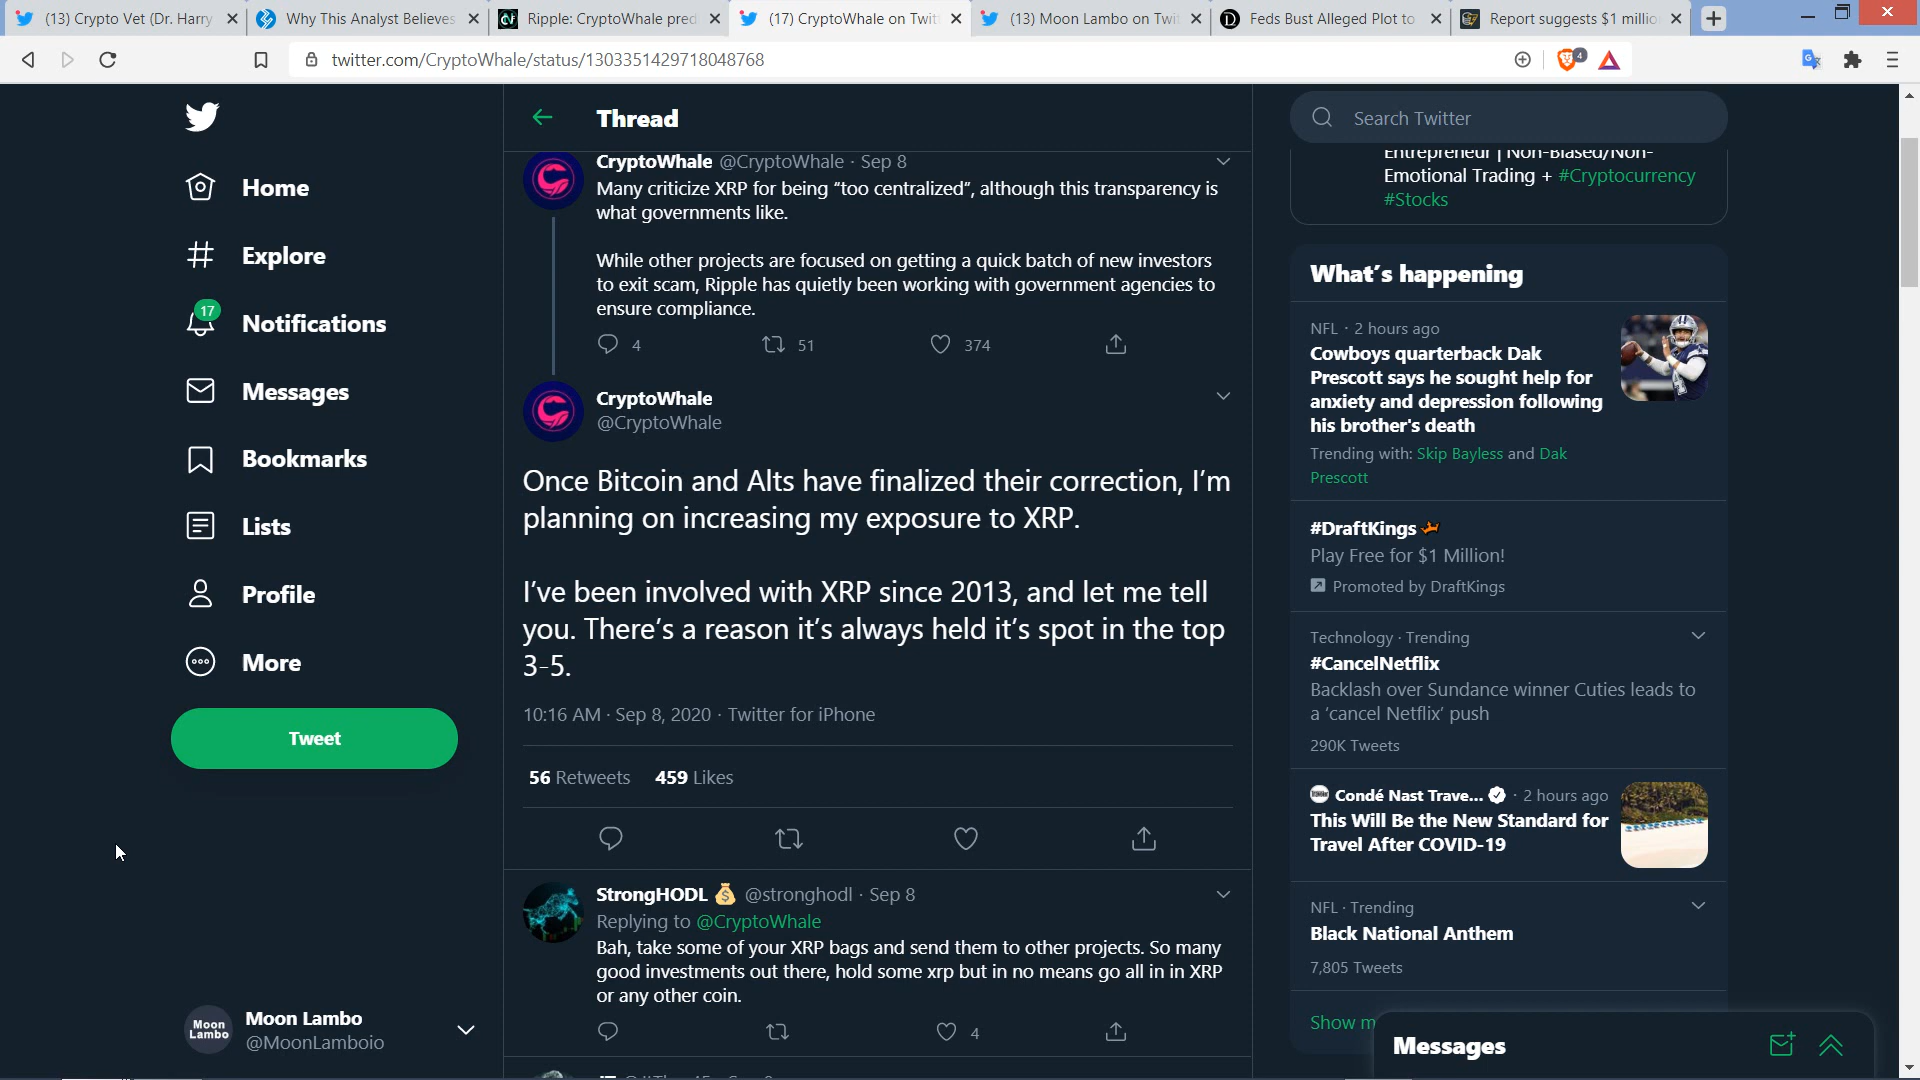 (13) Crypto Vet (Dr. Harry
Why This Analyst Believes
Ripple: CryptoWhale pred
(17) CryptoWhale on Twit
(13) Moon Lambo on Twi
Feds Bust Alleged Plot to
Report suggests $1 millio
twitter.com/CryptoWhale/status/1303351429718048768
4
Home
Explore
17
Notifications
Messages
Bookmarks
Lists
Profile
More
Tweet
Moon Lambo
Moon Lambo
@MoonLamboio
Thread
CryptoWhale @CryptoWhale · Sep 8
Many criticize XRP for being “too centralized”, although this transparency is
what governments like.
While other projects are focused on getting a quick batch of new investors
to exit scam, Ripple has quietly been working with government agencies to
ensure compliance.
4 51 374
CryptoWhale
@CryptoWhale
Once Bitcoin and Alts have finalized their correction, I’m
planning on increasing my exposure to XRP.
I’ve been involved with XRP since 2013, and let me tell
you. There’s a reason it’s always held it’s spot in the top
3-5.
10:16 AM · Sep 8, 2020 · Twitter for iPhone
56 Retweets 459 Likes
StrongHODL @stronghodl · Sep 8
Replying to @CryptoWhale
Bah, take some of your XRP bags and send them to other projects. So many
good investments out there, hold some xrp but in no means go all in in XRP
or any other coin.
4
Search Twitter
Entrepreneur | Non-Biased/Non-
Emotional Trading + #Cryptocurrency
#Stocks
What’s happening
NFL · 2 hours ago
Cowboys quarterback Dak
Prescott says he sought help for
anxiety and depression following
his brother's death
Trending with: Skip Bayless and Dak
Prescott
#DraftKings
Play Free for $1 Million!
Promoted by DraftKings
Technology · Trending
#CancelNetflix
Backlash over Sundance winner Cuties leads to
a ‘cancel Netflix’ push
290K Tweets
Condé Nast Trave... · 2 hours ago
This Will Be the New Standard for
Travel After COVID-19
NFL · Trending
Black National Anthem
7,805 Tweets
Show m
Messages